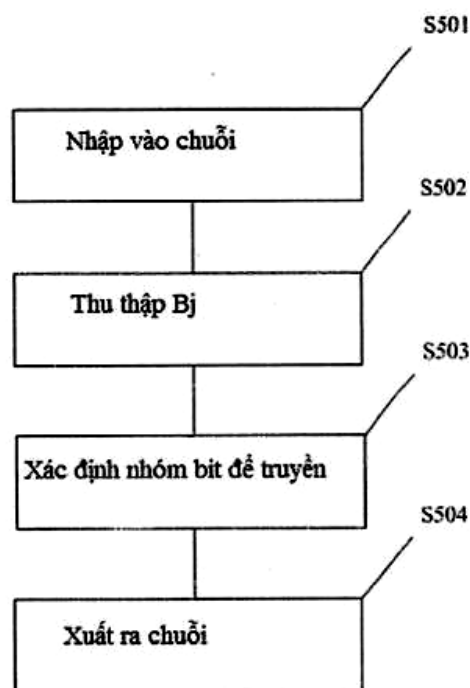 S501
Nhập vào chuỗi
S502
Thu thập Bj
S503
Xác định nhóm bit để truyền
S504
Xuất ra chuỗi